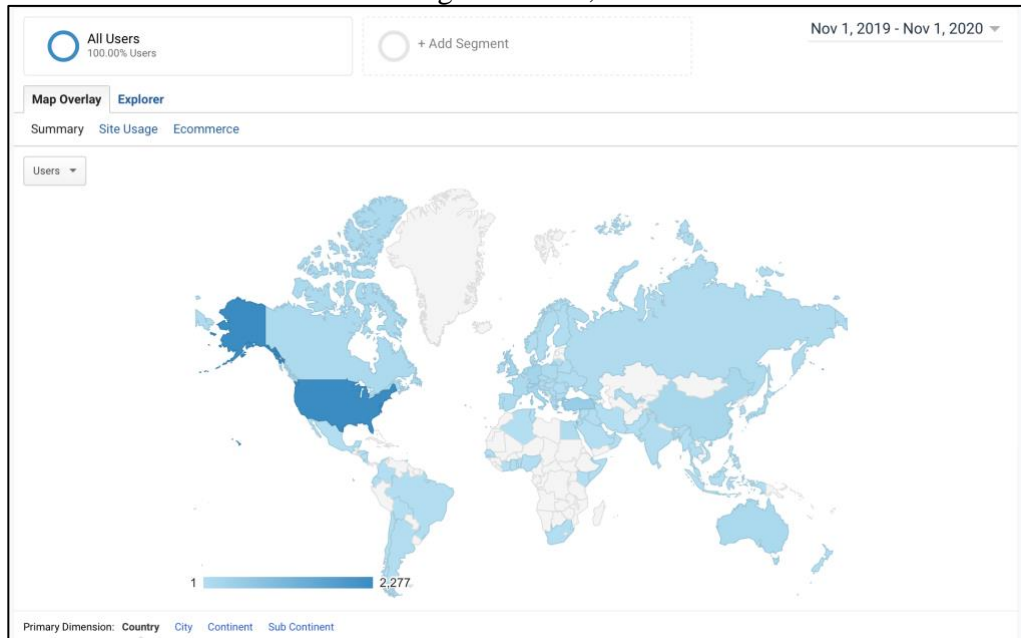 All Users
100.00% Users
+ Add Segment
Nov 1, 2019 - Nov 1, 2020
Map Overlay Explorer
Summary Site Usage Ecommerce
Users
1 2,277
Primary Dimension: Country City Continent Sub Continent